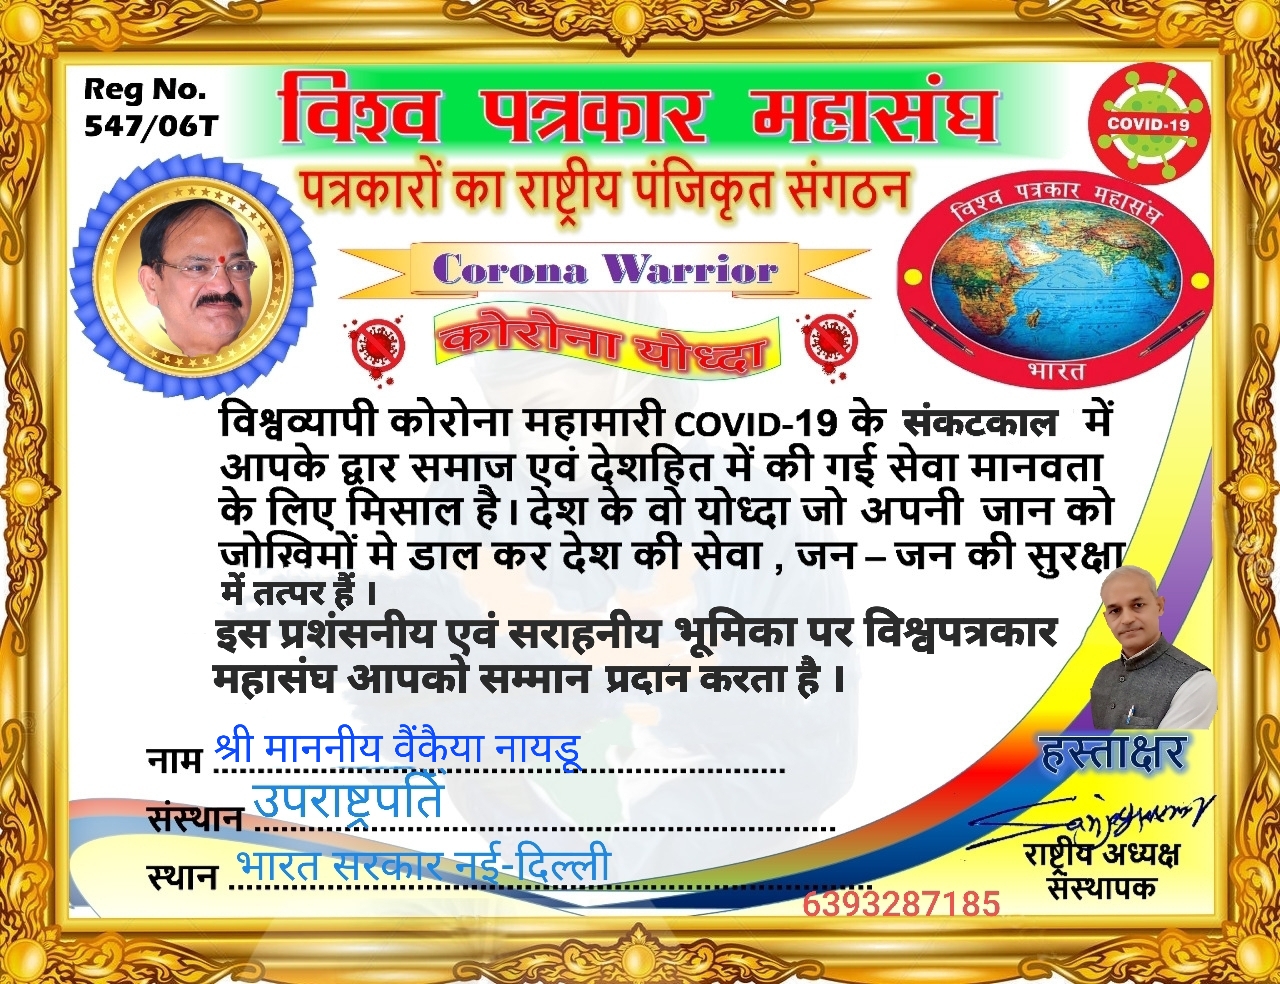 Reg No.
547/06T
विश्व पत्रकार महासंघ
COVID-19
पत्रकारों का राष्ट्रीय पंजिकृत संगठन
विश्व पत्रकार महासंघ
भारत
Corona Warrior
कोरोना योध्दा
विश्वव्यापी कोरोना महामारी COVID-19 के संकटकाल में
आपके द्वार समाज एवं देशहित में की गई सेवा मानवता
के लिए मिसाल है । देश के वो योध्दा जो अपनी जान को
जोखिमों मे डाल कर देश की सेवा , जन – जन की सुरक्षा
में तत्पर हैं ।
इस प्रशंसनीय एवं सराहनीय भूमिका पर विश्वपत्रकार
महासंघ आपको सम्मान प्रदान करता है ।
नाम श्री माननीय वैंकैया नायडू
संस्थान उपराष्ट्रपति
स्थान भारत सरकार नई-दिल्ली
हस्ताक्षर
राष्ट्रीय अध्यक्ष
संस्थापक
6393287185